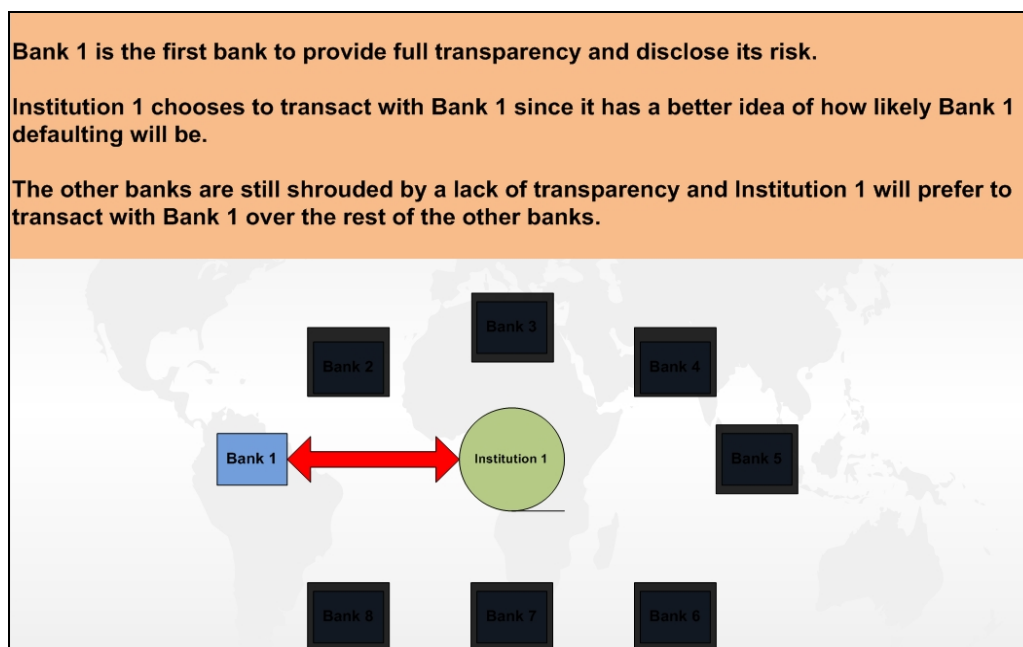 Bank 1 is the first bank to provide full transparency and disclose its risk.
Institution 1 chooses to transact with Bank 1 since it has a better idea of how likely Bank 1
defaulting will be.
The other banks are still shrouded by a lack of transparency and Institution 1 will prefer to
transact with Bank 1 over the rest of the other banks.
Bank 3
Bank 2
Bank 4
Bank 1
Institution 1
Bank 5
Bank 8
Bank 7
Bank 6